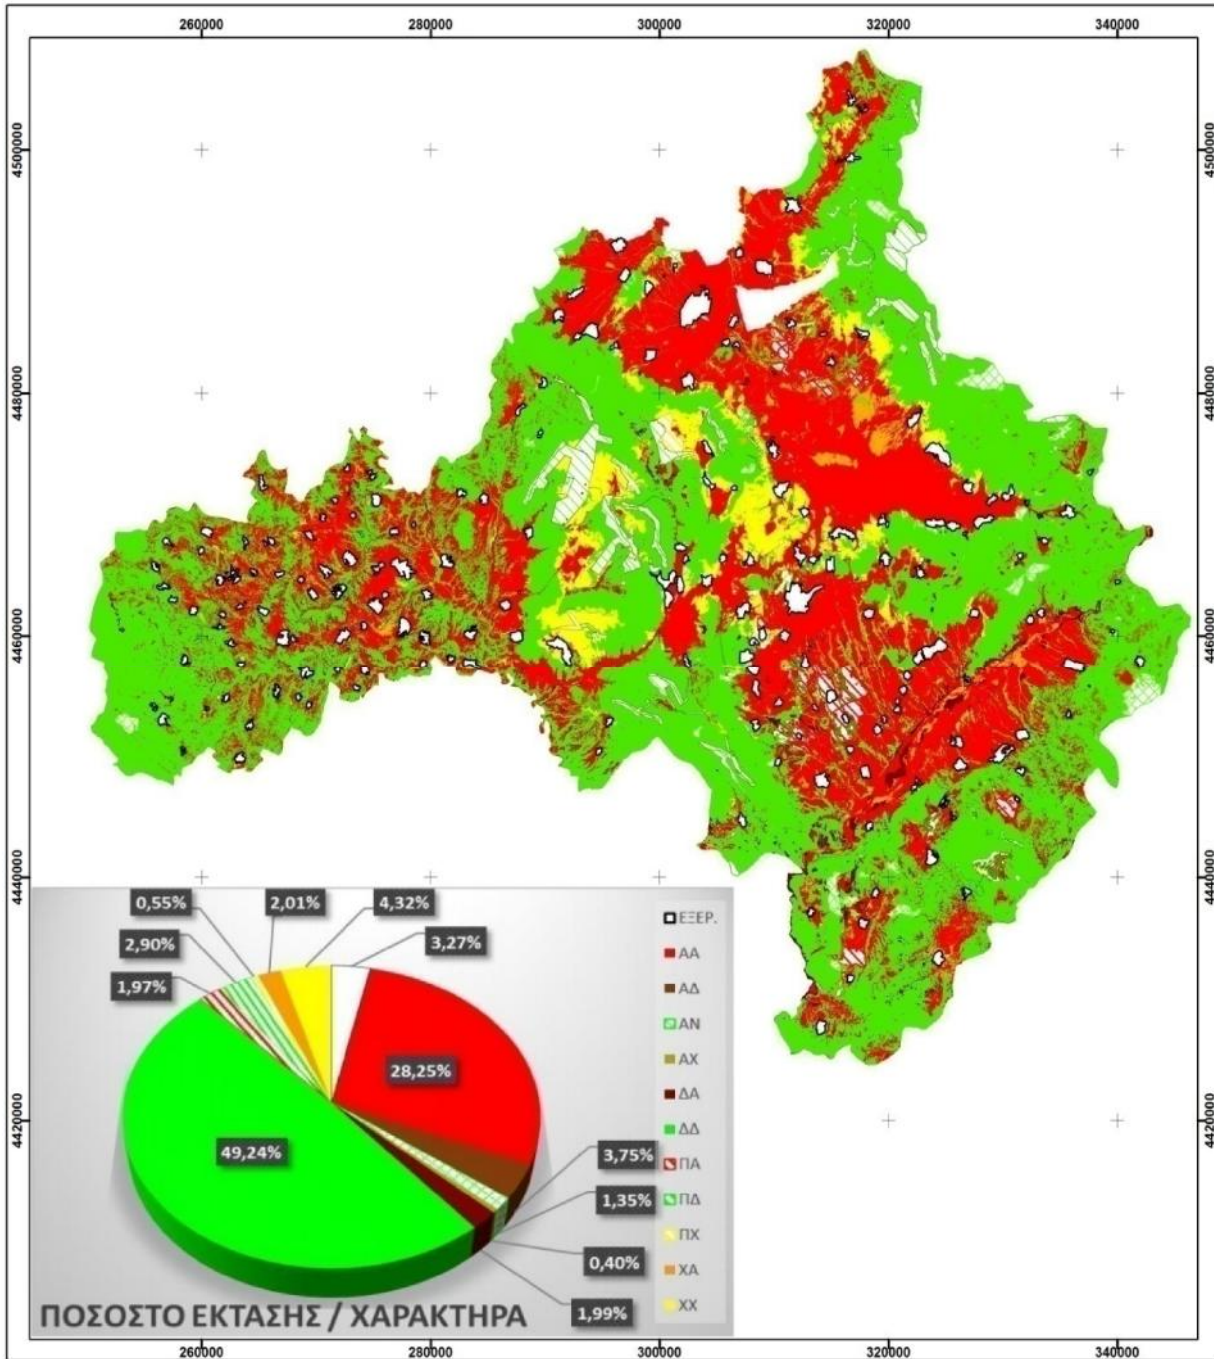 260000 280000 300000 320000 340000
4500000 4500000
4480000 4480000
4460000 4460000
4440000 4440000
4420000 4420000
0,55% 2,01% 4,32%
2,90% 3,27%
1,97%
28,25%
49,24%
3,75%
1,35%
0,40%
1,99%
ΕΞΕΡ.
ΑΑ
ΑΔ
ΑΝ
ΑΧ
ΔΑ
ΔΔ
ΠΑ
ΠΔ
ΠΧ
ΧΑ
ΧΧ
ΠΟΣΟΣΤΟ ΕΚΤΑΣΗΣ / ΧΑΡΑΚΤΗΡΑ
260000 280000 300000 320000 340000